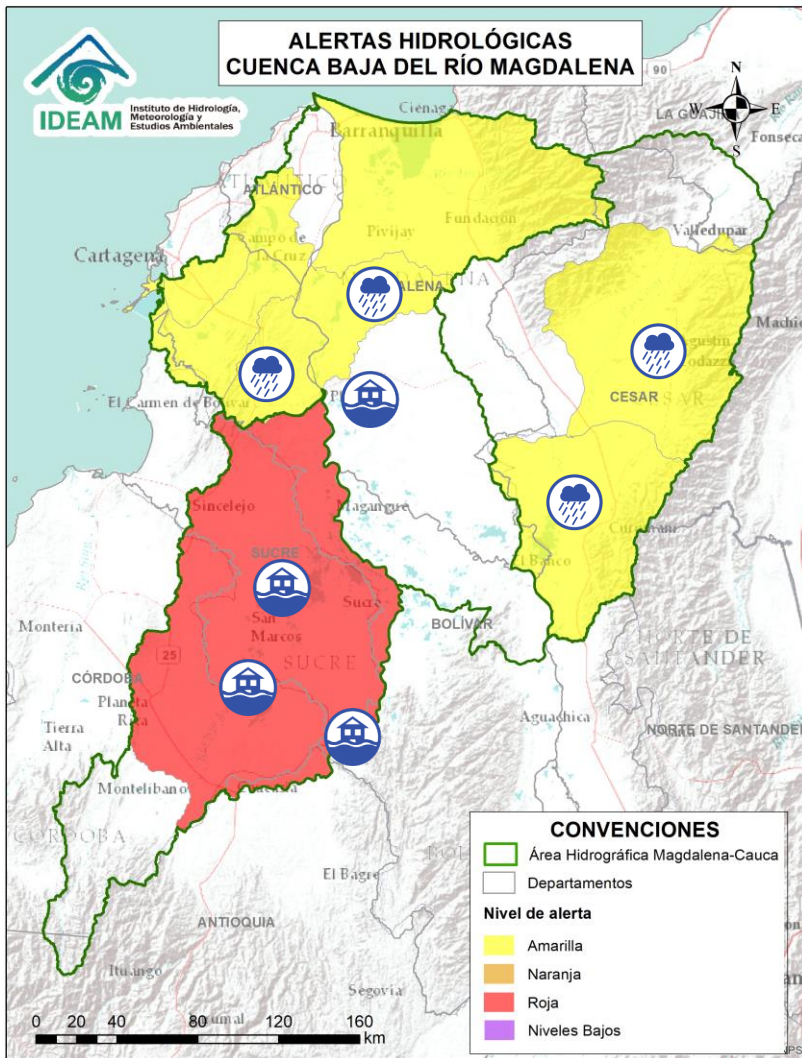 ALERTAS HIDROLÓGICAS
CUENCA BAJA DEL RÍO MAGDALENA
IDEAM
Instituto de Hidrología,
Meteorología y
Estudios Ambientales
N
W
E
S
90
Ciénaga
LA GUAJIRA
Fonseca
Barranquilla
ATLÁNTICO
Valledupar
Pivijay
Fundación
Campo de
la Cruz
Cartagena
El Carmen de Bolívar
CESAR
Sincelejo
Magangué
El Banco
SUCRE
Sucre
San
Marcos
BOLÍVAR
Montería
SUCRE
NORTE DE
SANTANDER
25
CÓRDOBA
Planeta
Rica
Aguachica
Tierra
Alta
NORTE DE SANTANDER
Montelíbano
CÓRDOBA
El Bagre
ANTIOQUIA
Ituango
Segovia
0 20 40 80 120 160
km
CONVENCIONES
Área Hidrográfica Magdalena-Cauca
Departamentos
Nivel de alerta
Amarilla
Naranja
Roja
Niveles Bajos